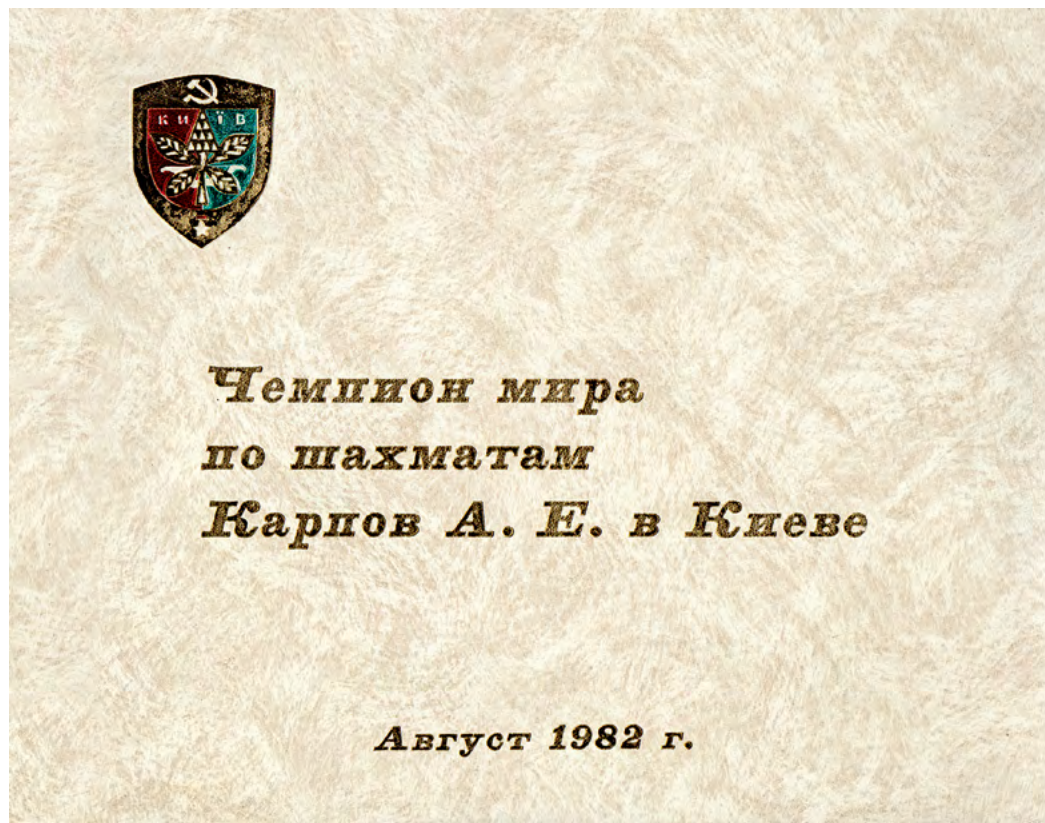 КИЇВ
Чемпион мира
по шахматам
Карпов А. Е. в Киеве
Август 1982 г.